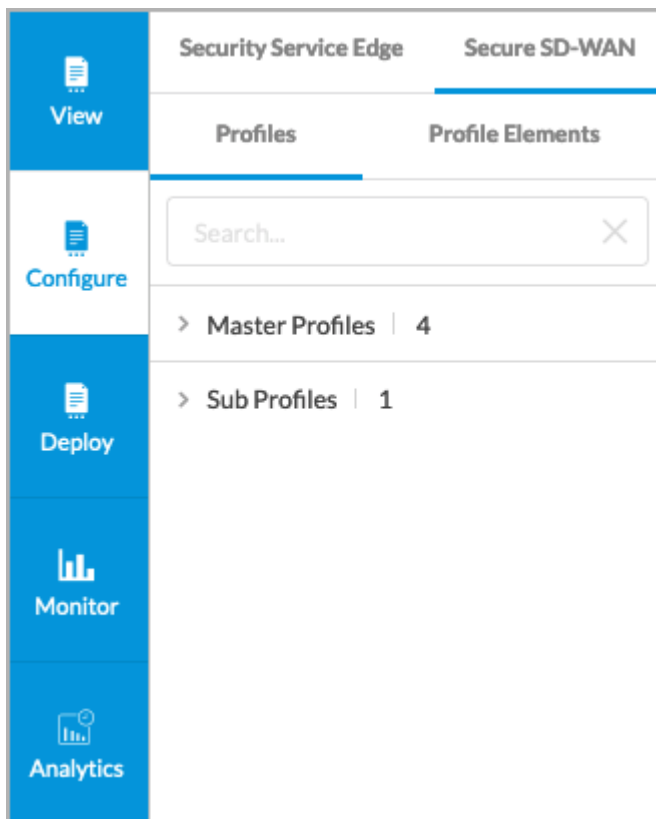 View
Configure
Deploy
Monitor
Analytics
Security Service Edge
Secure SD-WAN
Profiles
Profile Elements
Search...
Master Profiles | 4
Sub Profiles | 1